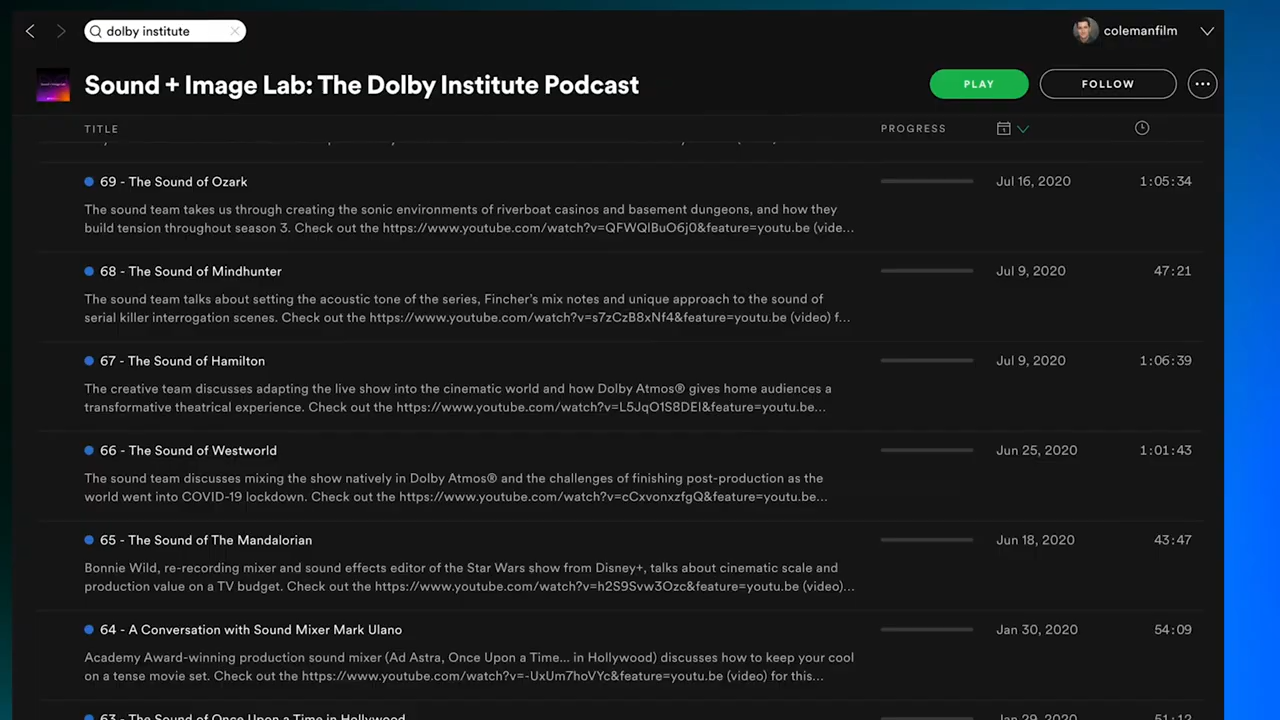 dolby institute
colemanfilm
Sound + Image Lab: The Dolby Institute Podcast
PLAY
FOLLOW
TITLE
PROGRESS
69 - The Sound of Ozark
Jul 16, 2020
1:05:34
The sound team takes us through creating the sonic environments of riverboat casinos and basement dungeons, and how they
build tension throughout season 3. Check out the https://www.youtube.com/watch?v=QFWQlBuO6j0&feature=youtu.be (vide...
68 - The Sound of Mindhunter
Jul 9, 2020
47:21
The sound team talks about setting the acoustic tone of the series, Fincher's mix notes and unique approach to the sound of
serial killer interrogation scenes. Check out the https://www.youtube.com/watch?v=s7zCzB8xNf4&feature=youtu.be (video) f...
67 - The Sound of Hamilton
Jul 9, 2020
1:06:39
The creative team discusses adapting the live show into the cinematic world and how Dolby Atmos® gives home audiences a
transformative theatrical experience. Check out the https://www.youtube.com/watch?v=L5JqO1S8DEI&feature=youtu.be...
66 - The Sound of Westworld
Jun 25, 2020
1:01:43
The sound team discusses mixing the show natively in Dolby Atmos® and the challenges of finishing post-production as the
world went into COVID-19 lockdown. Check out the https://www.youtube.com/watch?v=cCxvonxzfgQ&feature=youtu.be...
65 - The Sound of The Mandalorian
Jun 18, 2020
43:47
Bonnie Wild, re-recording mixer and sound effects editor of the Star Wars show from Disney+, talks about cinematic scale and
production value on a TV budget. Check out the https://www.youtube.com/watch?v=h2S9Svw3Ozc&feature=youtu.be (video)...
64 - A Conversation with Sound Mixer Mark Ulano
Jan 30, 2020
54:09
Academy Award-winning production sound mixer (Ad Astra, Once Upon a Time... in Hollywood) discusses how to keep your cool
on a tense movie set. Check out the https://www.youtube.com/watch?v=-UxUm7hoVYc&feature=youtu.be (video) for this...
63 - The Sound of Once Upon a Time in Hollywood
Jan 29, 2020
51:12